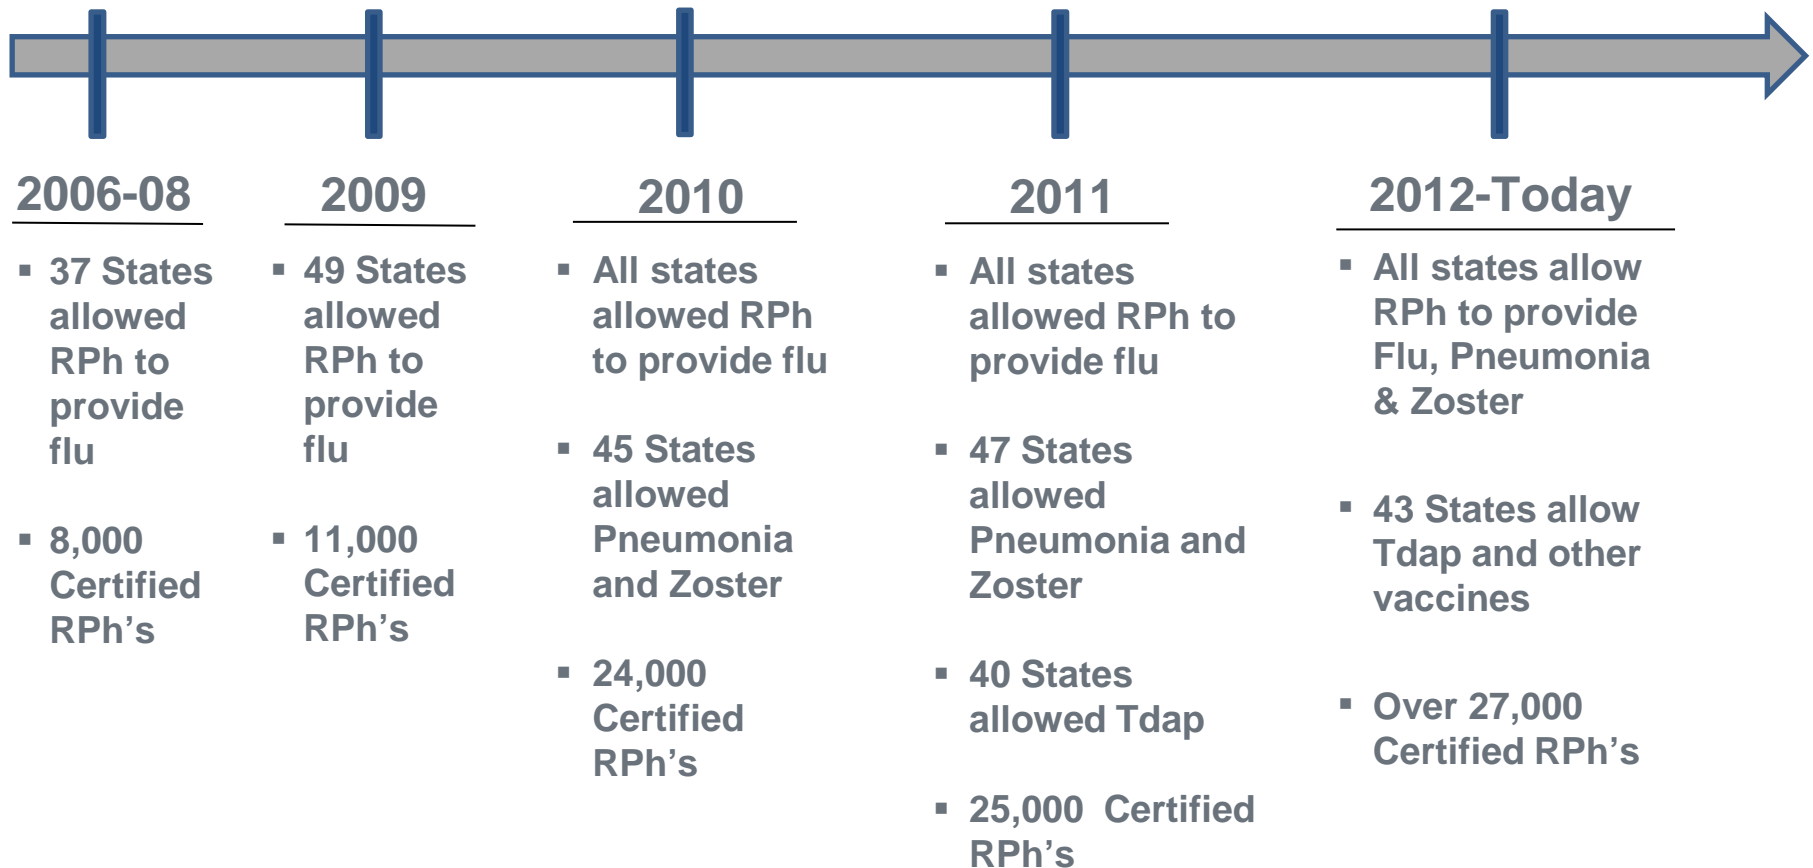 2006-08
▪ 37 States
allowed
RPh to
provide
flu
▪ 8,000
Certified
RPh’s
2009
▪ 49 States
allowed
RPh to
provide
flu
▪ 11,000
Certified
RPh’s
2010
▪ All states
allowed RPh
to provide flu
▪ 45 States
allowed
Pneumonia
and Zoster
▪ 24,000
Certified
RPh’s
2011
▪ All states
allowed RPh to
provide flu
▪ 47 States
allowed
Pneumonia and
Zoster
▪ 40 States
allowed Tdap
▪ 25,000 Certified
RPh’s
2012-Today
▪ All states allow
RPh to provide
Flu, Pneumonia
& Zoster
▪ 43 States allow
Tdap and other
vaccines
▪ Over 27,000
Certified RPh’s